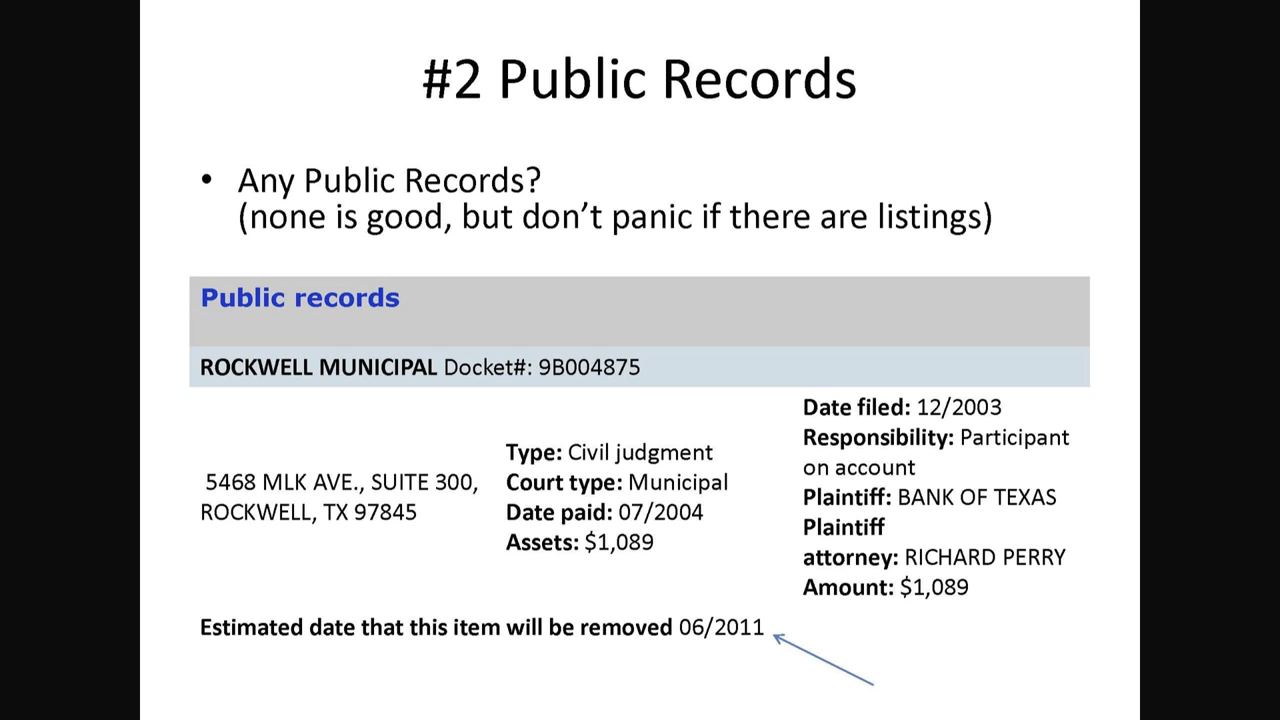 #2 Public Records
• Any Public Records?
(none is good, but don’t panic if there are listings)
Public records
ROCKWELL MUNICIPAL Docket#: 9B004875
5468 MLK AVE., SUITE 300,
ROCKWELL, TX 97845
Type: Civil judgment
Court type: Municipal
Date paid: 07/2004
Assets: $1,089
Date filed: 12/2003
Responsibility: Participant
on account
Plaintiff: BANK OF TEXAS
Plaintiff
attorney: RICHARD PERRY
Amount: $1,089
Estimated date that this item will be removed 06/2011